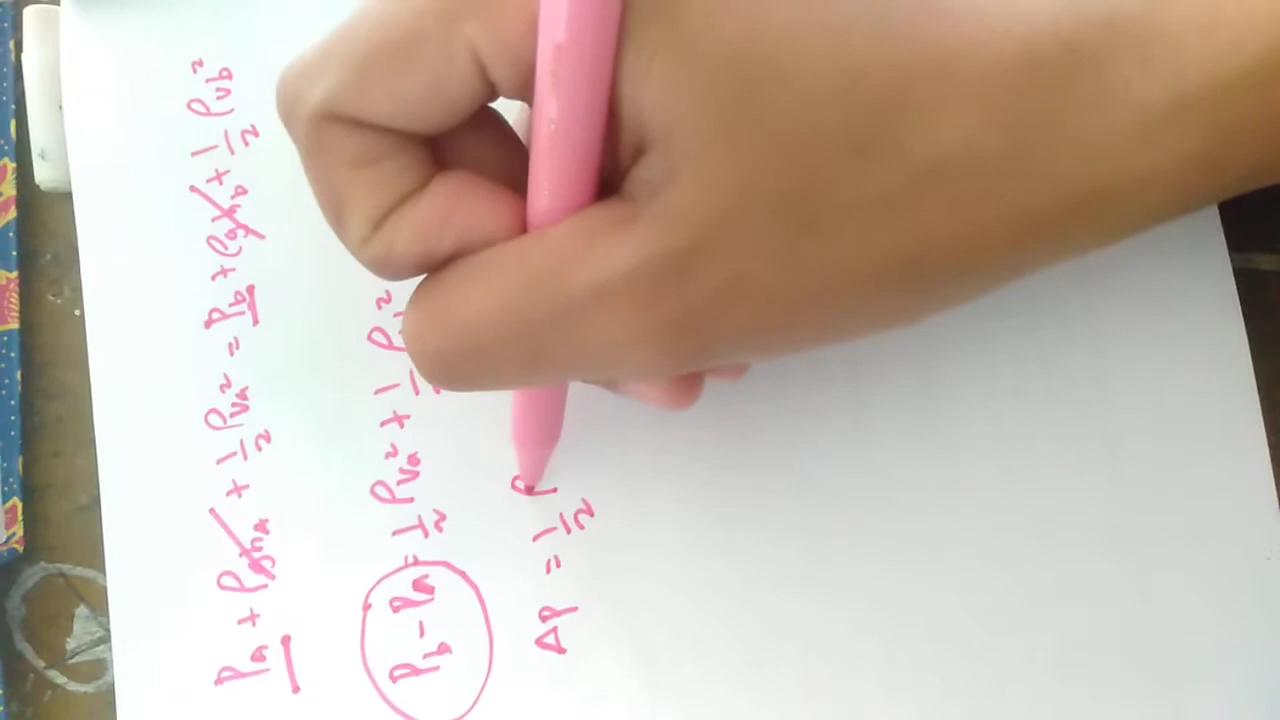 Pa + ρgha + 1/2 ρva² = Pb + ρghb + 1/2 ρvb²
Pb - Pa = 1/2 ρva² + 1/2 ρ ²
ΔP = 1/2 ρ